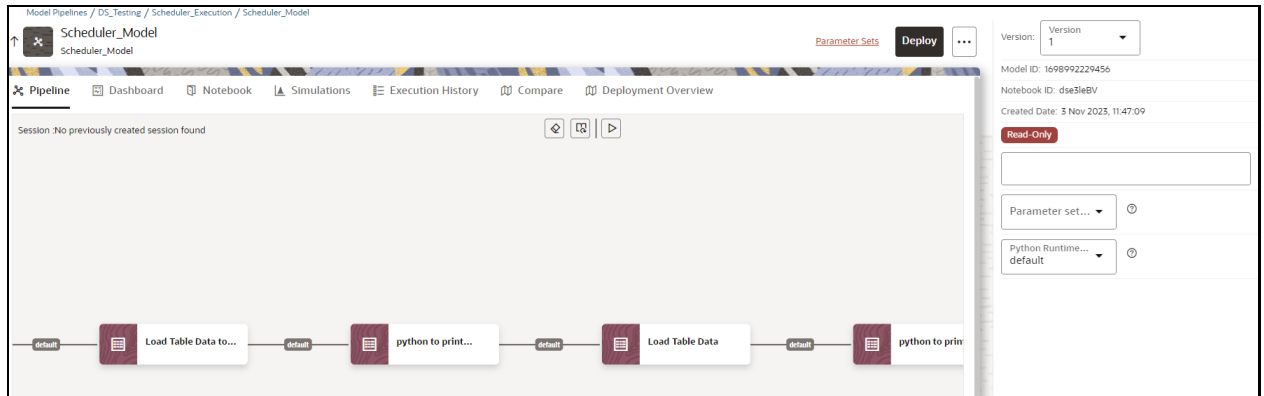 Model Pipelines / DS_Testing / Scheduler_Execution / Scheduler_Model
Scheduler_Model
Scheduler_Model
Parameter Sets
Deploy
...
Pipeline Dashboard Notebook Simulations Execution History Compare Deployment Overview
Session :No previously created session found
default
Load Table Data to...
default
python to print...
default
Load Table Data
default
python to prin
Version:
Version
1
Model ID: 1698992229456
Notebook ID: dse3leBV
Created Date: 3 Nov 2023, 11:47:09
Read-Only
Parameter set...
Python Runtime...
default